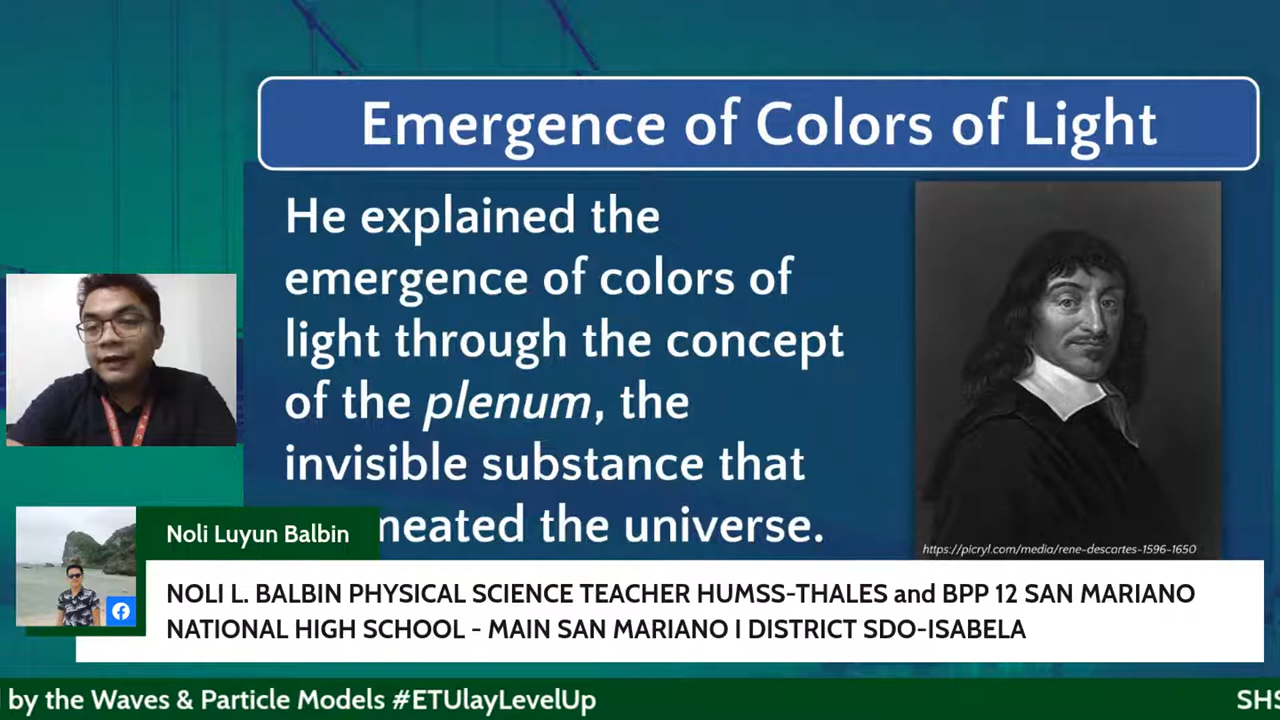 Emergence of Colors of Light
He explained the
emergence of colors of
light through the concept
of the plenum, the
invisible substance that
meated the universe.
https://picryl.com/media/rene-descartes-1596-1650
Noli Luyun Balbin
NOLI L. BALBIN PHYSICAL SCIENCE TEACHER HUMSS-THALES and BPP 12 SAN MARIANO
NATIONAL HIGH SCHOOL - MAIN SAN MARIANO I DISTRICT SDO-ISABELA
by the Waves & Particle Models #ETUlayLevelUp
SHS